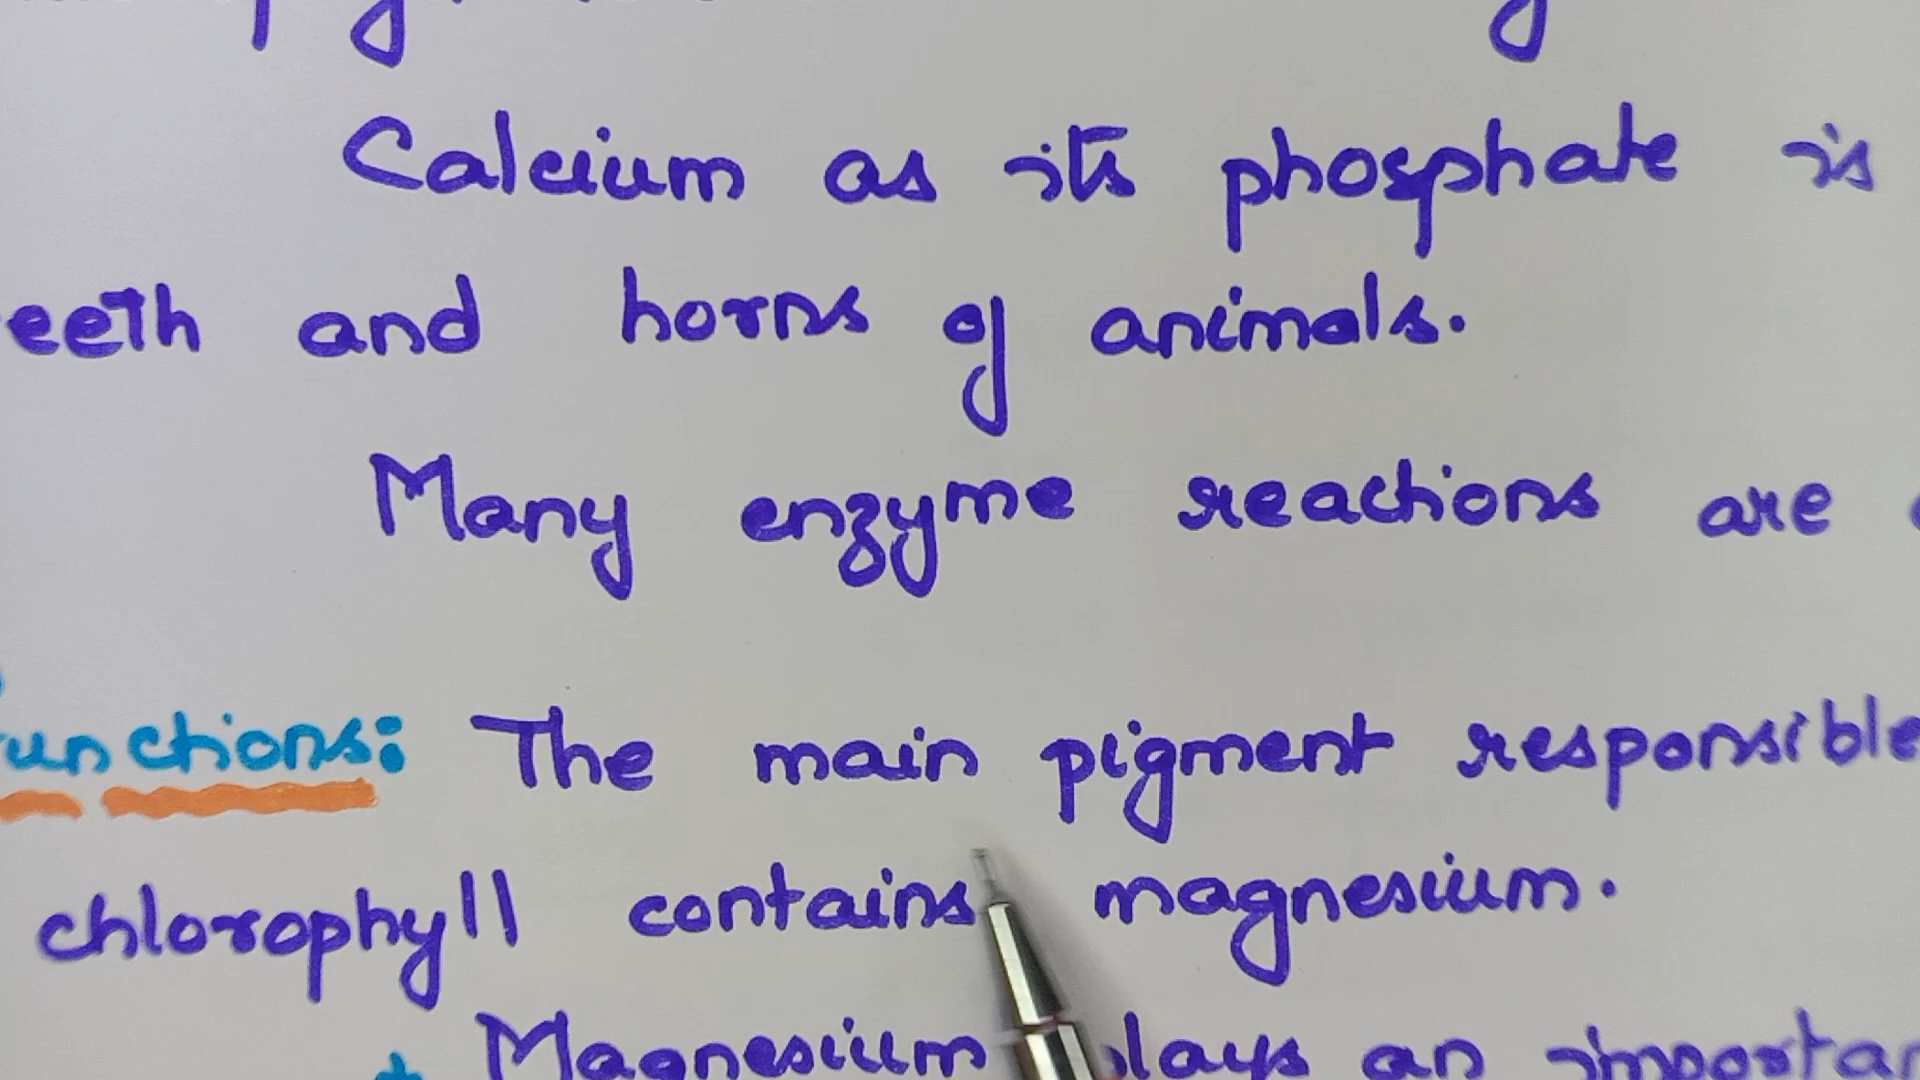 Calcium as its phosphate is
eeth and horns of animals.
Many enzyme reactions are
unctions: The main pigment responsible
chlorophyll contains magnesium.
Magnesium lays an importan